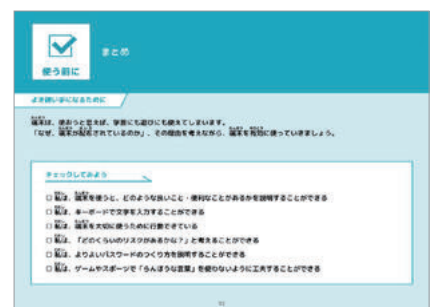 使う前に
まとめ
よき使い手になるために
端末は、使おうと思えば、学習にも遊びにも使えてしまいます。
「なぜ、端末が配布されているのか」、その理由を考えながら、端末を有効に使っていきましょう。
チェックしてみよう
□ 私は、端末を使うと、どのような良いこと・便利なことがあるかを説明することができる
□ 私は、キーボードで文字を入力することができる
□ 私は、端末を大切に使うために行動できている
□ 私は、「どのくらいのリスクがあるかな?」と考えることができる
□ 私は、よりよいパスワードのつくり方を説明することができる
□ 私は、ゲームやスポーツで「らんぼうな言葉」を使わないように工夫することができる